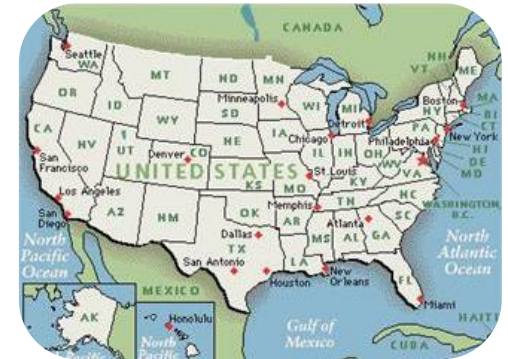 CANADA
Seattle
WA
MT
ND
MN
OR
ID
WY
SD
Minneapolis
WI
MI
NH
VT
ME
Boston
MA
RI
CT
NY
Detroit
Chicago
PA
New York
Philadelphia
NJ
DE
MD
CA
NV
UT
Denver
CO
NE
IA
IL
IN
OH
WV
VA
San
Francisco
UNITED STATES
KS
St. Louis
MO
KY
WASHINGTON,
D.C.
Los Angeles
San
Diego
AZ
NM
OK
AR
Memphis
TN
NC
SC
Atlanta
MS
AL
GA
Dallas
TX
LA
San Antonio
Houston
New
Orleans
FL
Miami
North
Pacific
Ocean
North
Atlantic
Ocean
MEXICO
Gulf of
Mexico
CUBA
HAITI
AK
Honolulu
North
Pacific